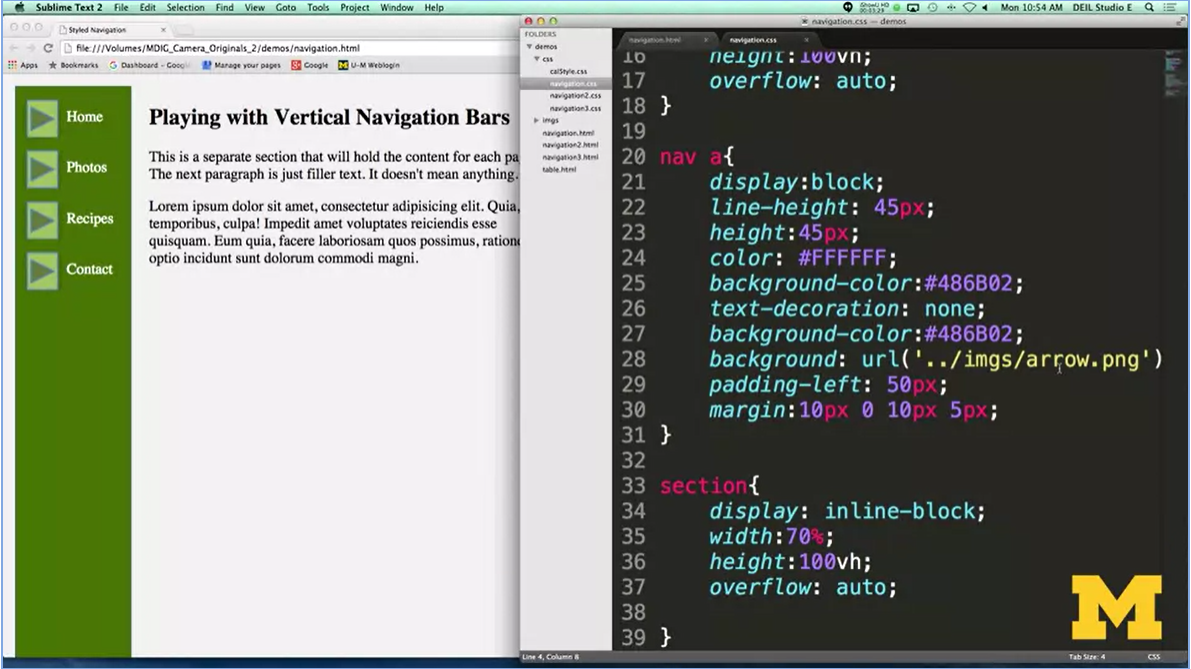 Sublime Text 2 File Edit Selection Find View Goto Tools Project Window Help
Mon 10:54 AM DEIL Studio E
Styled Navigation
file:///Volumes/MDIG_Camera_Originals_2/demos/navigation.html
Apps Bookmarks Dashboard – Googl Manage your pages Google U-M Weblogin
Home
Photos
Recipes
Contact
Playing with Vertical Navigation Bars
This is a separate section that will hold the content for each pa
The next paragraph is just filler text. It doesn't mean anything.
Lorem ipsum dolor sit amet, consectetur adipisicing elit. Quia,
temporibus, culpa! Impedit amet voluptates reiciendis esse
quisquam. Eum quia, facere laboriosam quos possimus, ratione
optio incidunt sunt dolorum commodi magni.
navigation.css — demos
FOLDERS
demos
css
calStyle.css
navigation.css
navigation2.css
navigation3.css
imgs
navigation.html
navigation2.html
navigation3.html
table.html
navigation.html navigation.css
16 height:100vh;
17 overflow: auto;
18 }
19
20 nav a{
21 display:block;
22 line-height: 45px;
23 height:45px;
24 color: #FFFFFF;
25 background-color:#486B02;
26 text-decoration: none;
27 background-color:#486B02;
28 background: url('../imgs/arrow.png')
29 padding-left: 50px;
30 margin:10px 0 10px 5px;
31 }
32
33 section{
34 display: inline-block;
35 width:70%;
36 height:100vh;
37 overflow: auto;
38
39 }
M
Line 4, Column 8
Tab Size: 4 CSS